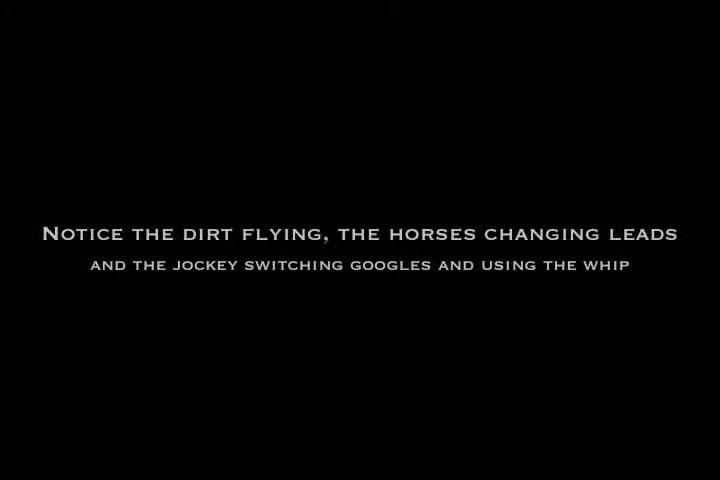 Notice the dirt flying, the horses changing leads
and the jockey switching googles and using the whip